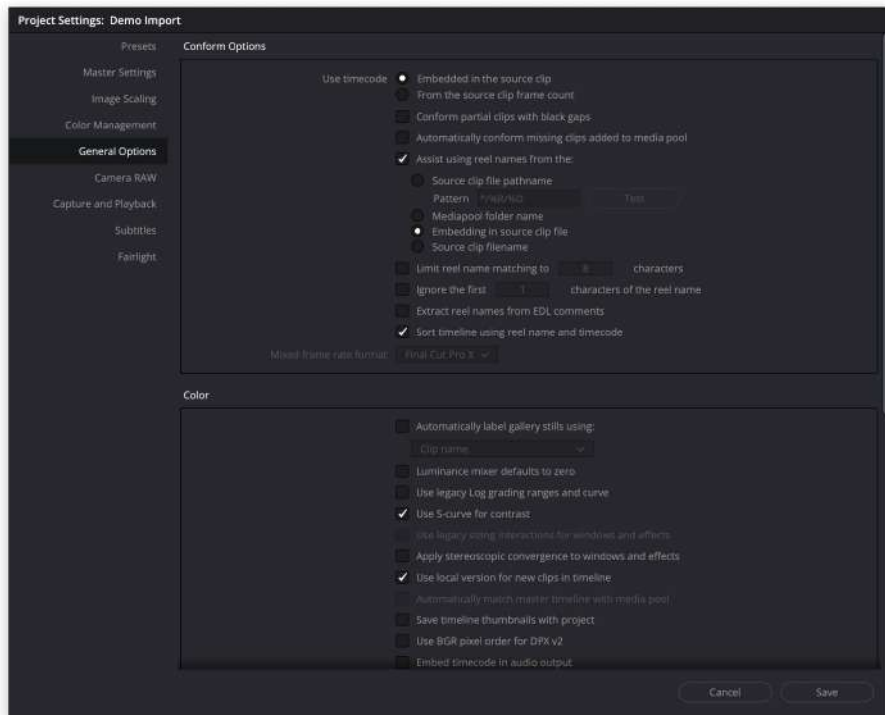 Project Settings: Demo Import
Presets
Master Settings
Image Scaling
Color Management
General Options
Camera RAW
Capture and Playback
Subtitles
Fairlight
Conform Options
Use timecode Embedded in the source clip
From the source clip frame count
Conform partial clips with black gaps
Automatically conform missing clips added to media pool
Assist using reel names from the:
Source clip file pathname
Pattern Test
Mediapool folder name
Embedding in source clip file
Source clip filename
Limit reel name matching to 8 characters
Ignore the first 1 characters of the reel name
Extract reel names from EDL comments
Sort timeline using reel name and timecode
Mixed frame rate format Final Cut Pro X
Color
Automatically label gallery stills using:
Clip name
Luminance mixer defaults to zero
Use legacy Log grading ranges and curve
Use S-curve for contrast
Use legacy sizing interactions for windows and effects
Apply stereoscopic convergence to windows and effects
Use local version for new clips in timeline
Automatically match master timeline with media pool
Save timeline thumbnails with project
Use BGR pixel order for DPX v2
Embed timecode in audio output
Cancel Save